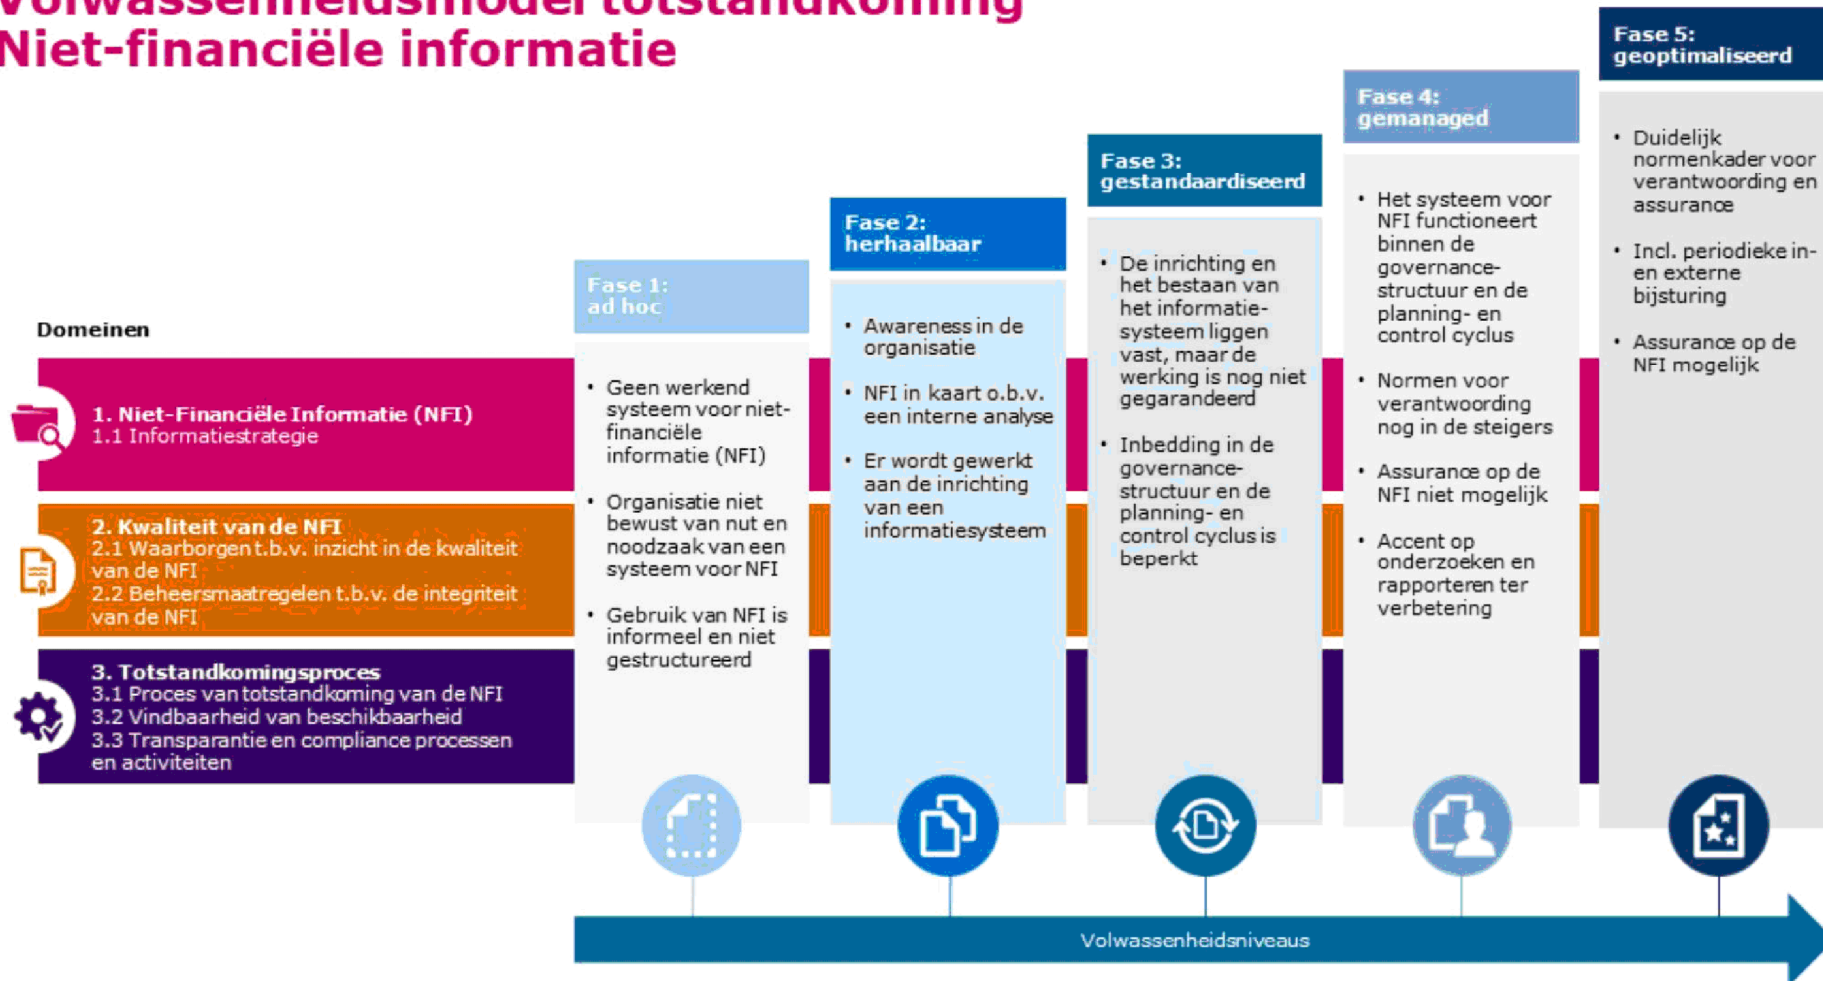 Volwassenheidsmodel totstandkoming
Niet-financiële informatie
Domeinen
1. Niet-Financiële Informatie (NFI)
1.1 Informatiestrategie
2. Kwaliteit van de NFI
2.1 Waarborgen t.b.v. inzicht in de kwaliteit
van de NFI
2.2 Beheersmaatregelen t.b.v. de integriteit
van de NFI
3. Totstandkomingsproces
3.1 Proces van totstandkoming van de NFI
3.2 Vindbaarheid van beschikbaarheid
3.3 Transparantie en compliance processen
en activiteiten
Fase 1:
ad hoc
• Geen werkend
systeem voor niet-
financiële
informatie (NFI)
• Organisatie niet
bewust van nut en
noodzaak van een
systeem voor NFI
• Gebruik van NFI is
informeel en niet
gestructureerd
Fase 2:
herhaalbaar
• Awareness in de
organisatie
• NFI in kaart o.b.v.
een interne analyse
• Er wordt gewerkt
aan de inrichting
van een
informatiesysteem
Fase 3:
gestandaardiseerd
• De inrichting en
het bestaan van
het informatie-
systeem liggen
vast, maar de
werking is nog niet
gegarandeerd
• Inbedding in de
governance-
structuur en de
planning- en
control cyclus is
beperkt
Fase 4:
gemanaged
• Het systeem voor
NFI functioneert
binnen de
governance-
structuur en de
planning- en
control cyclus
• Normen voor
verantwoording
nog in de steigers
• Assurance op de
NFI niet mogelijk
• Accent op
onderzoeken en
rapporteren ter
verbetering
Fase 5:
geoptimaliseerd
• Duidelijk
normenkader voor
verantwoording en
assurance
• Incl. periodieke in-
en externe
bijsturing
• Assurance op de
NFI mogelijk
Volwassenheidsniveaus